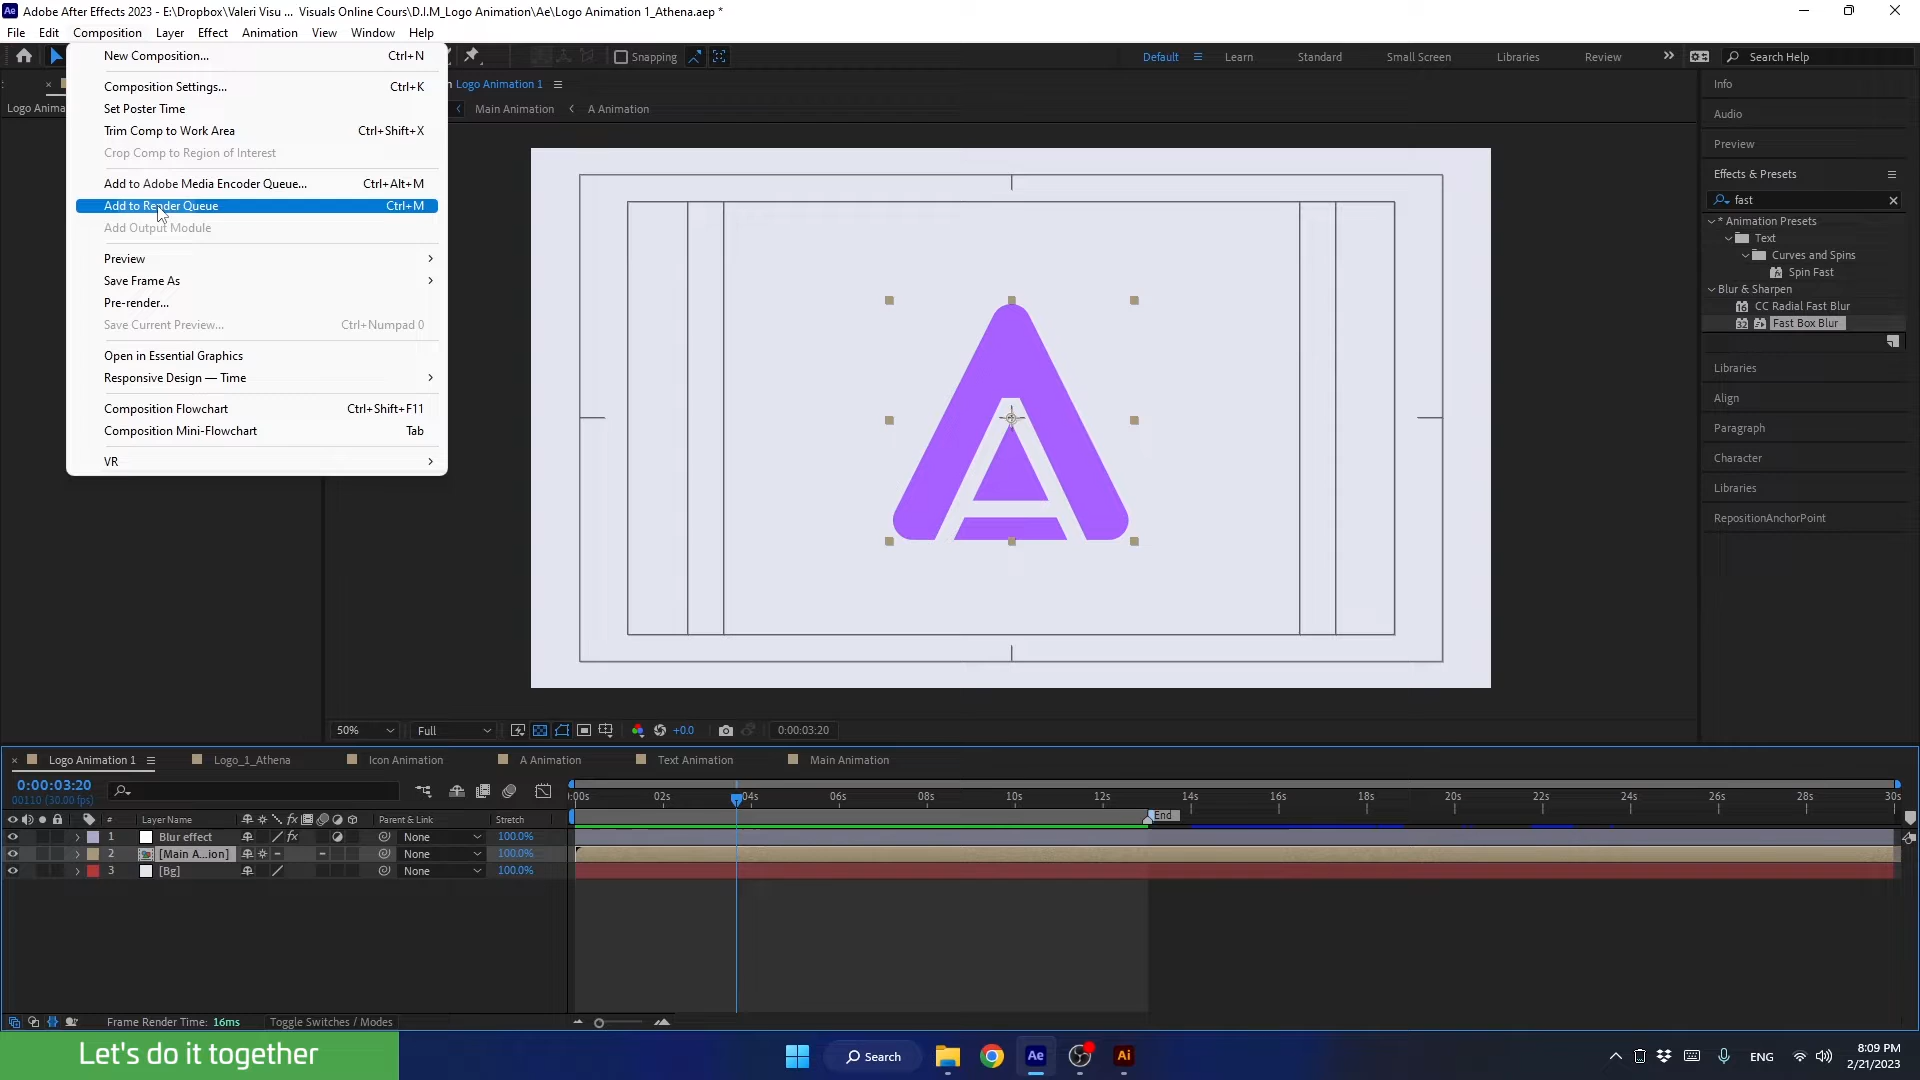 Adobe After Effects 2023 - E:\Dropbox\Valeri Visu ... Visuals Online Cours\D.I.M_Logo Animation\Ae\Logo Animation 1_Athena.aep *
File Edit Composition Layer Effect Animation View Window Help
Snapping
Default Learn Standard Small Screen Libraries Review Search Help
New Composition... Ctrl+N
Composition Settings... Ctrl+K
Set Poster Time
Trim Comp to Work Area Ctrl+Shift+X
Crop Comp to Region of Interest
Add to Adobe Media Encoder Queue... Ctrl+Alt+M
Add to Render Queue Ctrl+M
Add Output Module
Preview
Save Frame As
Pre-render...
Save Current Preview... Ctrl+Numpad 0
Open in Essential Graphics
Responsive Design — Time
Composition Flowchart Ctrl+Shift+F11
Composition Mini-Flowchart Tab
VR
Logo Anima
Logo Animation 1
Main Animation A Animation
Info
Audio
Preview
Effects & Presets
fast
* Animation Presets
Text
Curves and Spins
Spin Fast
Blur & Sharpen
CC Radial Fast Blur
Fast Box Blur
Libraries
Align
Paragraph
Character
Libraries
RepositionAnchorPoint
50% Full +0.0 0:00:03:20
Logo Animation 1 Logo_1_Athena Icon Animation A Animation Text Animation Main Animation
0:00:03:20
00110 (30.00 fps)
:00s 02s 04s 06s 08s 10s 12s 14s 16s 18s 20s 22s 24s 26s 28s 30s
# Layer Name Parent & Link Stretch
End
1 Blur effect None 100.0%
2 [Main A...ion] None 100.0%
3 [Bg] None 100.0%
Frame Render Time: 16ms Toggle Switches / Modes
Let's do it together
Search
Ae
Ai
ENG
8:09 PM
2/21/2023